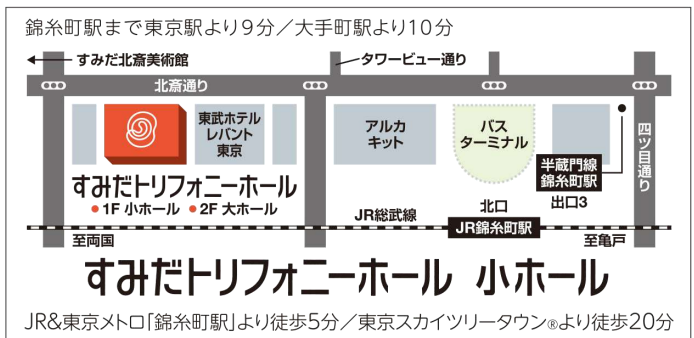 錦糸町駅まで東京駅より9分／大手町駅より10分
すみだ北斎美術館
タワービュー通り
北斎通り
東武ホテル
レバント
東京
アルカ
キット
バス
ターミナル
四ツ目通り
半蔵門線
錦糸町駅
出口3
すみだトリフォニーホール
1F 小ホール 2F 大ホール
JR総武線
北口
JR錦糸町駅
至両国
至亀戸
すみだトリフォニーホール 小ホール
JR&東京メトロ「錦糸町駅」より徒歩5分／東京スカイツリータウン®より徒歩20分